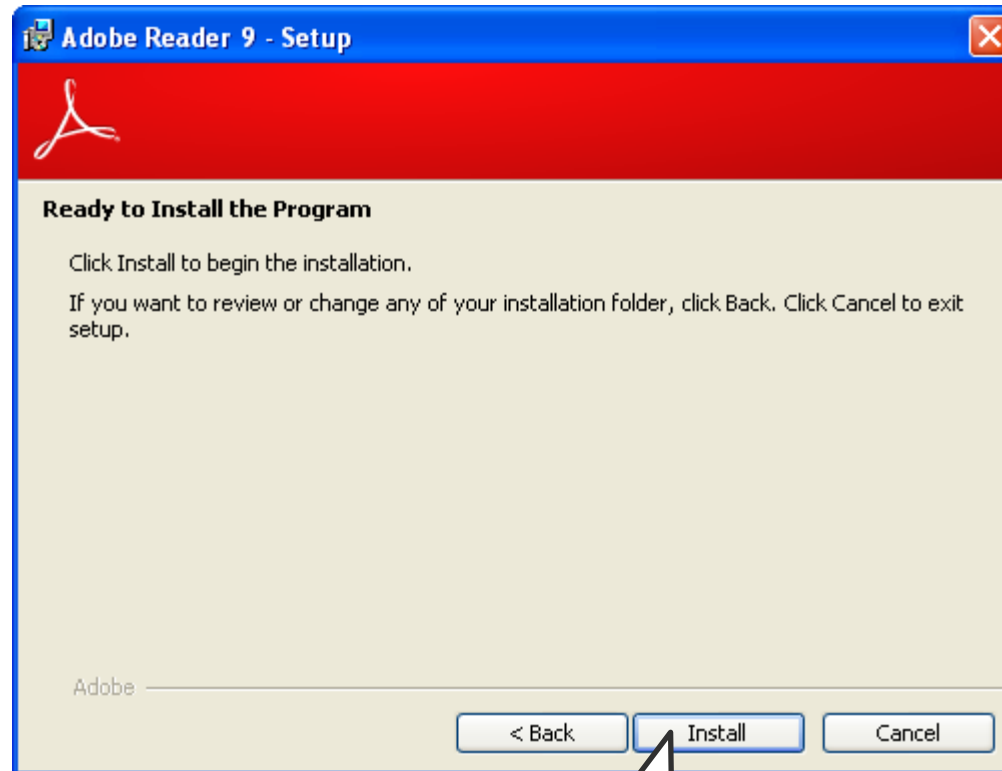 Adobe Reader 9 - Setup
Ready to Install the Program
Click Install to begin the installation.
If you want to review or change any of your installation folder, click Back. Click Cancel to exit
setup.
Adobe
< Back Install Cancel